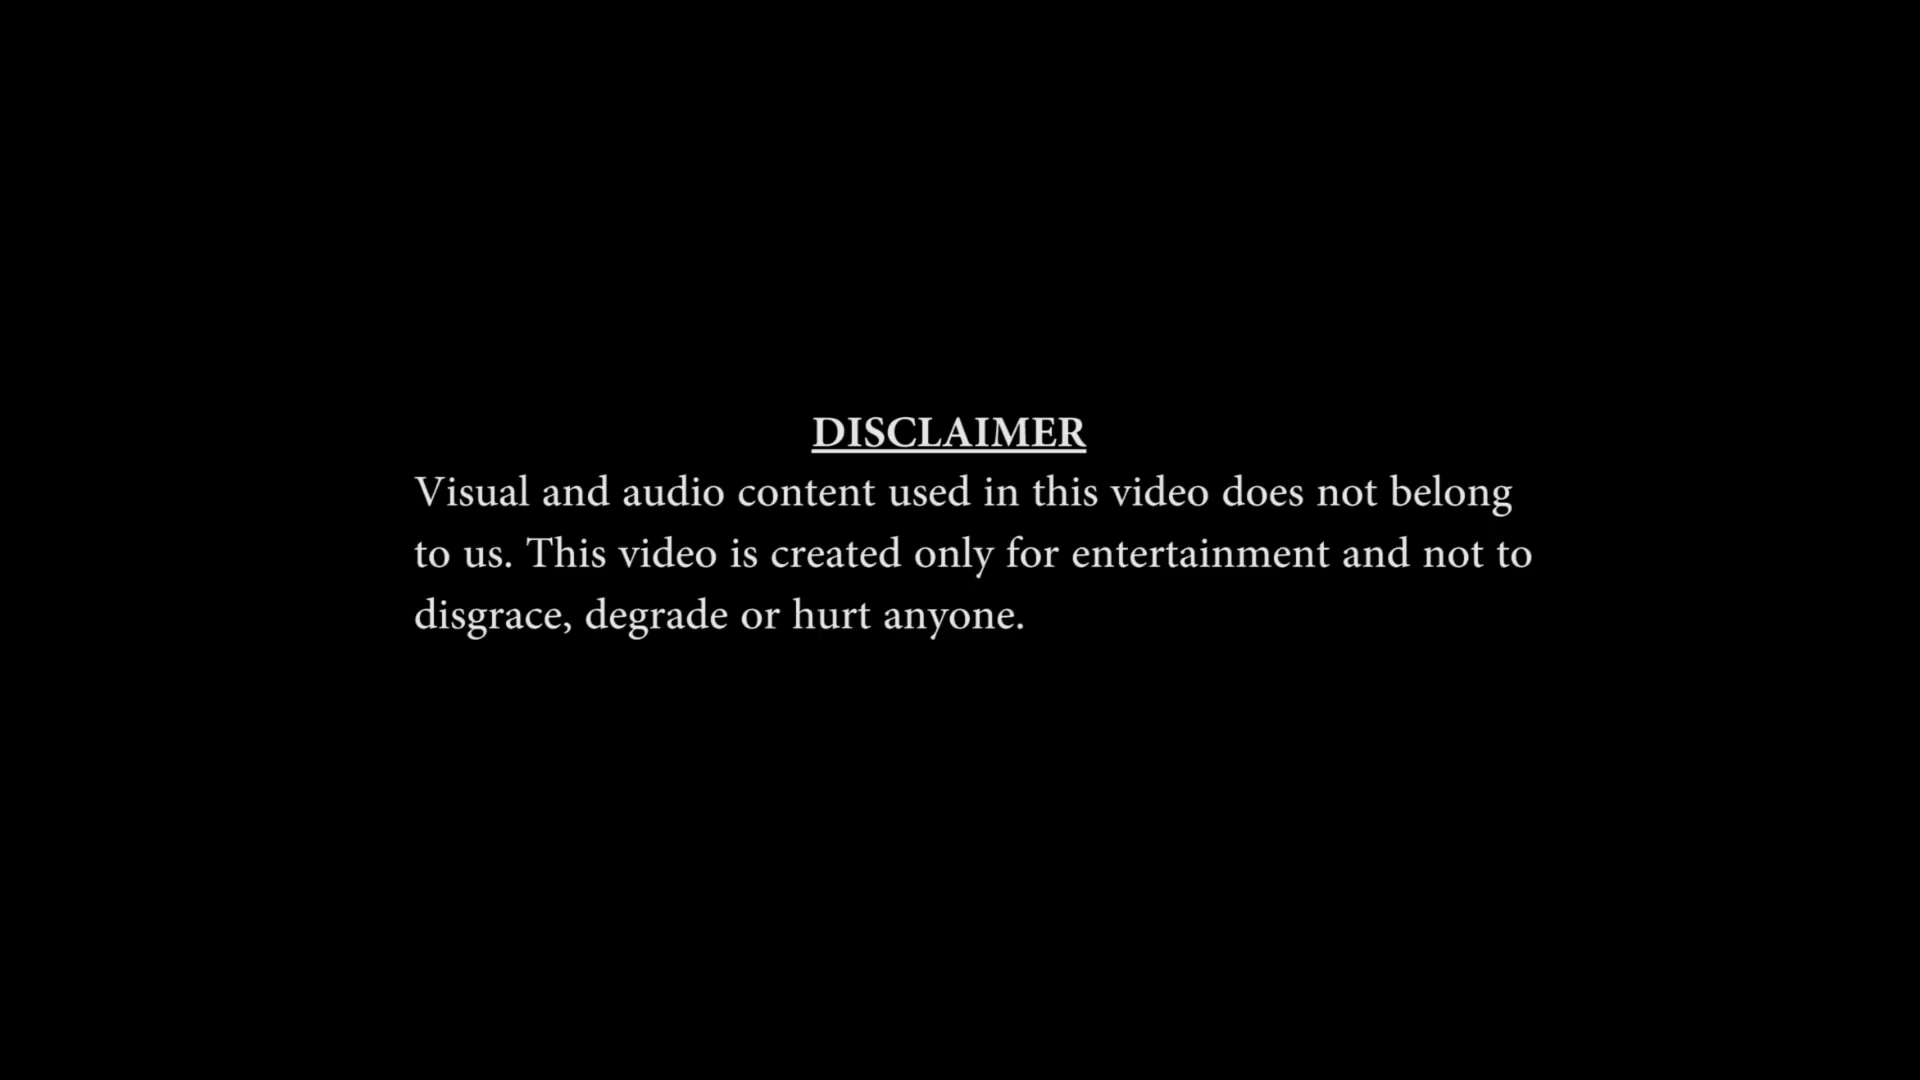 DISCLAIMER
Visual and audio content used in this video does not belong
to us. This video is created only for entertainment and not to
disgrace, degrade or hurt anyone.